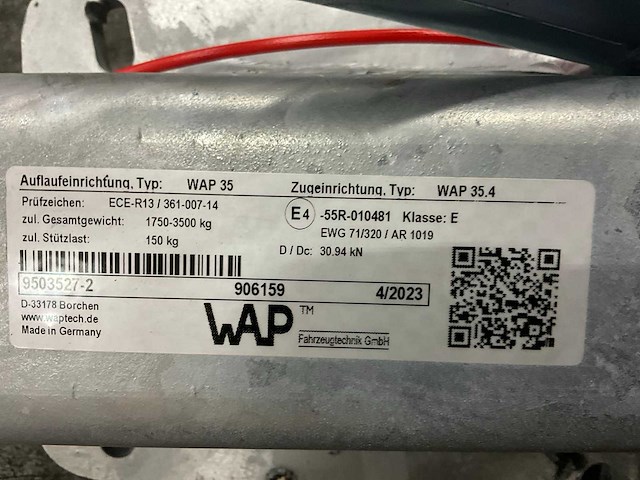 Auflaufeinrichtung, Typ: WAP 35 Zugeinrichtung, Typ: WAP 35.4
Prüfzeichen: ECE-R13 / 361-007-14 E4 -55R-010481 Klasse: E
zul. Gesamtgewicht: 1750-3500 kg EWG 71/320 / AR 1019
zul. Stützlast: 150 kg D / Dc: 30.94 kN
9503527-2 906159 4/2023
D-33178 Borchen
www.waptech.de
Made in Germany
WAP™
Fahrzeugtechnik GmbH